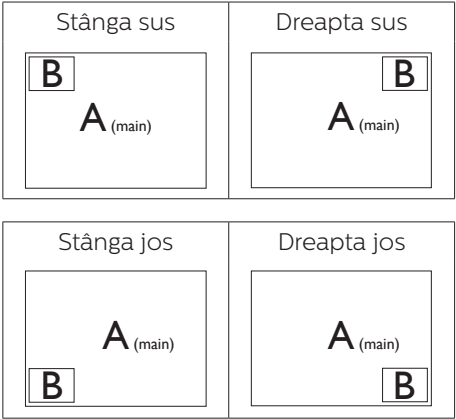 Stânga sus
Dreapta sus
B
A (main)
B
A (main)
Stânga jos
Dreapta jos
A (main)
B
A (main)
B